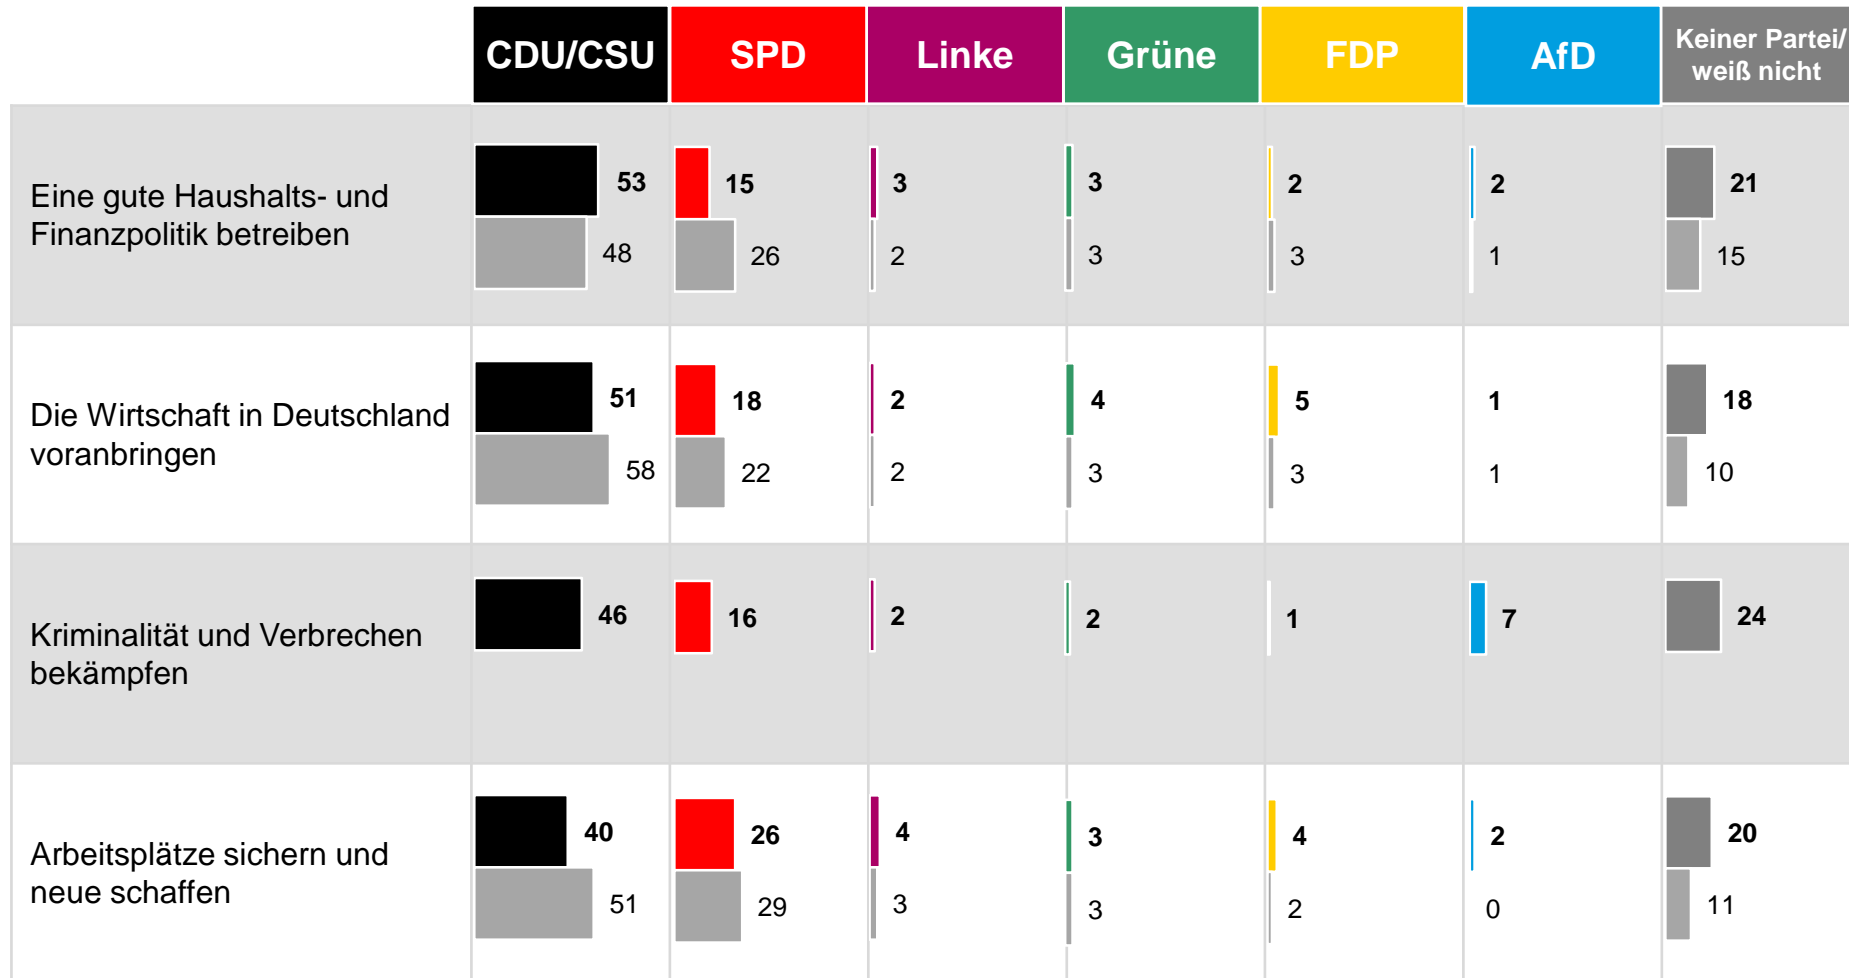 CDU/CSU SPD Linke Grüne FDP AfD Keiner Partei/
weiß nicht
Eine gute Haushalts- und
Finanzpolitik betreiben
53 15 3 3 2 2 21
48 26 2 3 3 1 15
Die Wirtschaft in Deutschland
voranbringen
51 18 2 4 5 1 18
58 22 2 3 3 1 10
Kriminalität und Verbrechen
bekämpfen
46 16 2 2 1 7 24
Arbeitsplätze sichern und
neue schaffen
40 26 4 3 4 2 20
51 29 3 3 2 0 11